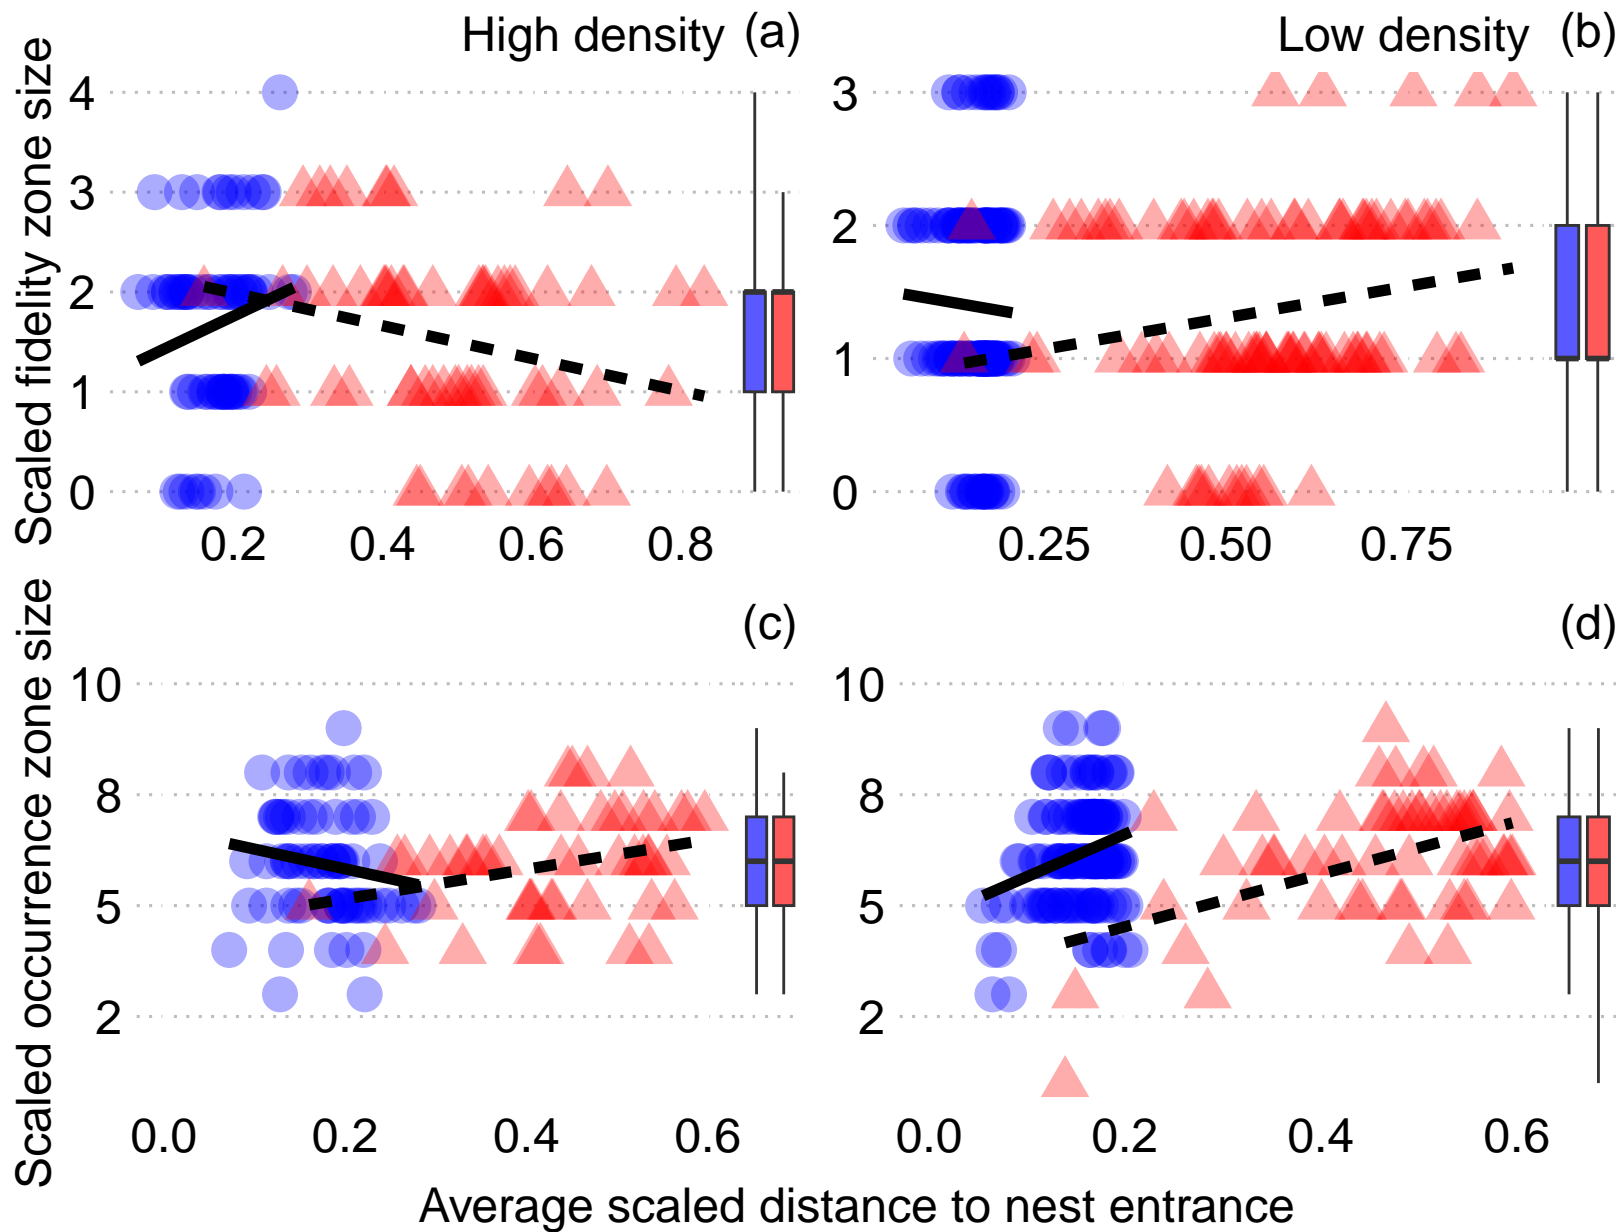 High density (a)
Low density (b)
Scaled fidelity zone size
4
3
2
1
0
0.2 0.4 0.6 0.8
3
2
1
0
0.25 0.50 0.75
(c)
(d)
Scaled occurrence zone size
10
8
5
2
0.0 0.2 0.4 0.6
10
8
5
2
0.0 0.2 0.4 0.6
Average scaled distance to nest entrance